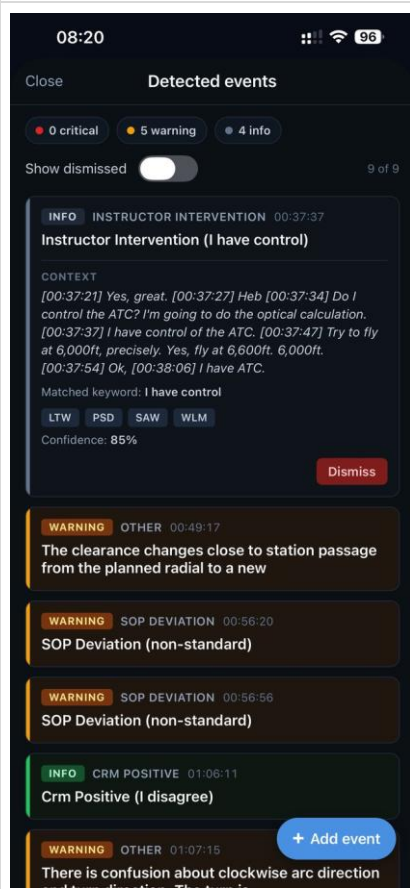 08:20
96
Close
Detected events
0 critical
5 warning
4 info
Show dismissed
9 of 9
INFO INSTRUCTOR INTERVENTION 00:37:37
Instructor Intervention (I have control)
CONTEXT
[00:37:21] Yes, great. [00:37:27] Heb [00:37:34] Do I
control the ATC? I'm going to do the optical calculation.
[00:37:37] I have control of the ATC. [00:37:47] Try to fly
at 6,000ft, precisely. Yes, fly at 6,600ft. 6,000ft.
[00:37:54] Ok, [00:38:06] I have ATC.
Matched keyword: I have control
LTW PSD SAW WLM
Confidence: 85%
Dismiss
WARNING OTHER 00:49:17
The clearance changes close to station passage
from the planned radial to a new
WARNING SOP DEVIATION 00:56:20
SOP Deviation (non-standard)
WARNING SOP DEVIATION 00:56:56
SOP Deviation (non-standard)
INFO CRM POSITIVE 01:06:11
Crm Positive (I disagree)
+ Add event
WARNING OTHER 01:07:15
There is confusion about clockwise arc direction
and turn direction. The turn is